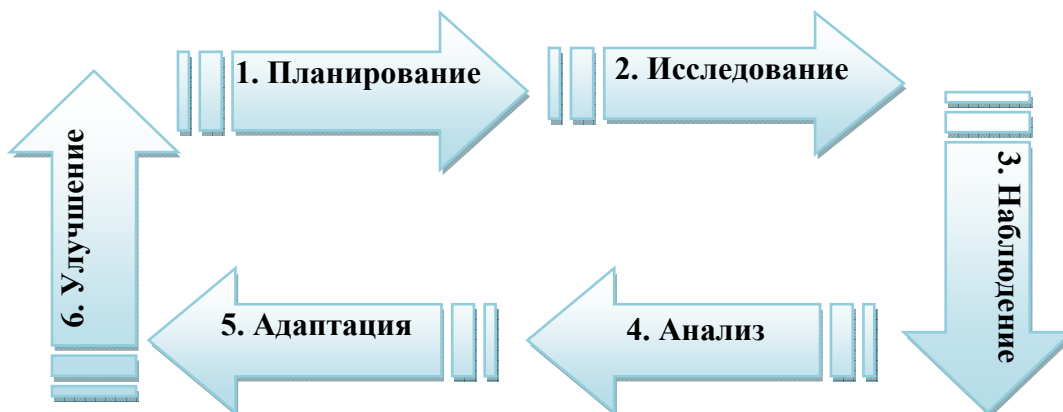 1. Планирование
2. Исследование
3. Наблюдение
4. Анализ
5. Адаптация
6. Улучшение